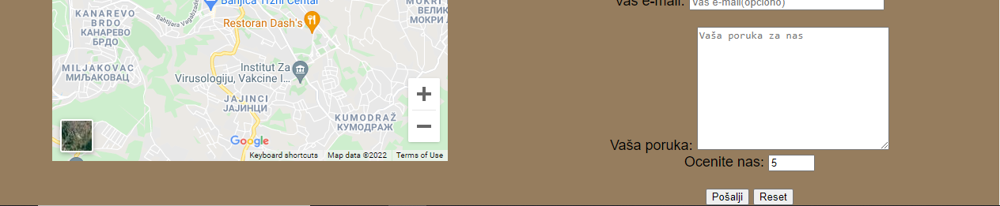 Banjica Tržni Centar
KANAREVO
BRDO
КАНАРЕВО
БРДО
Restoran Dash's
MOKRI
ВЕЛИК
МОКРИ Л
MILJAKOVAC
МИЉАКОВАЦ
Institut Za
Virusologiju, Vakcine I...
JAJINCI
ЈАЈИНЦИ
KUMODRAŽ
КУМОДРАЖ
Google
Keyboard shortcuts Map data ©2022 Terms of Use
Vaš e-mail: Vaš e-mail(opciono)
Vaša poruka za nas
Vaša poruka:
Ocenite nas: 5
Pošalji Reset